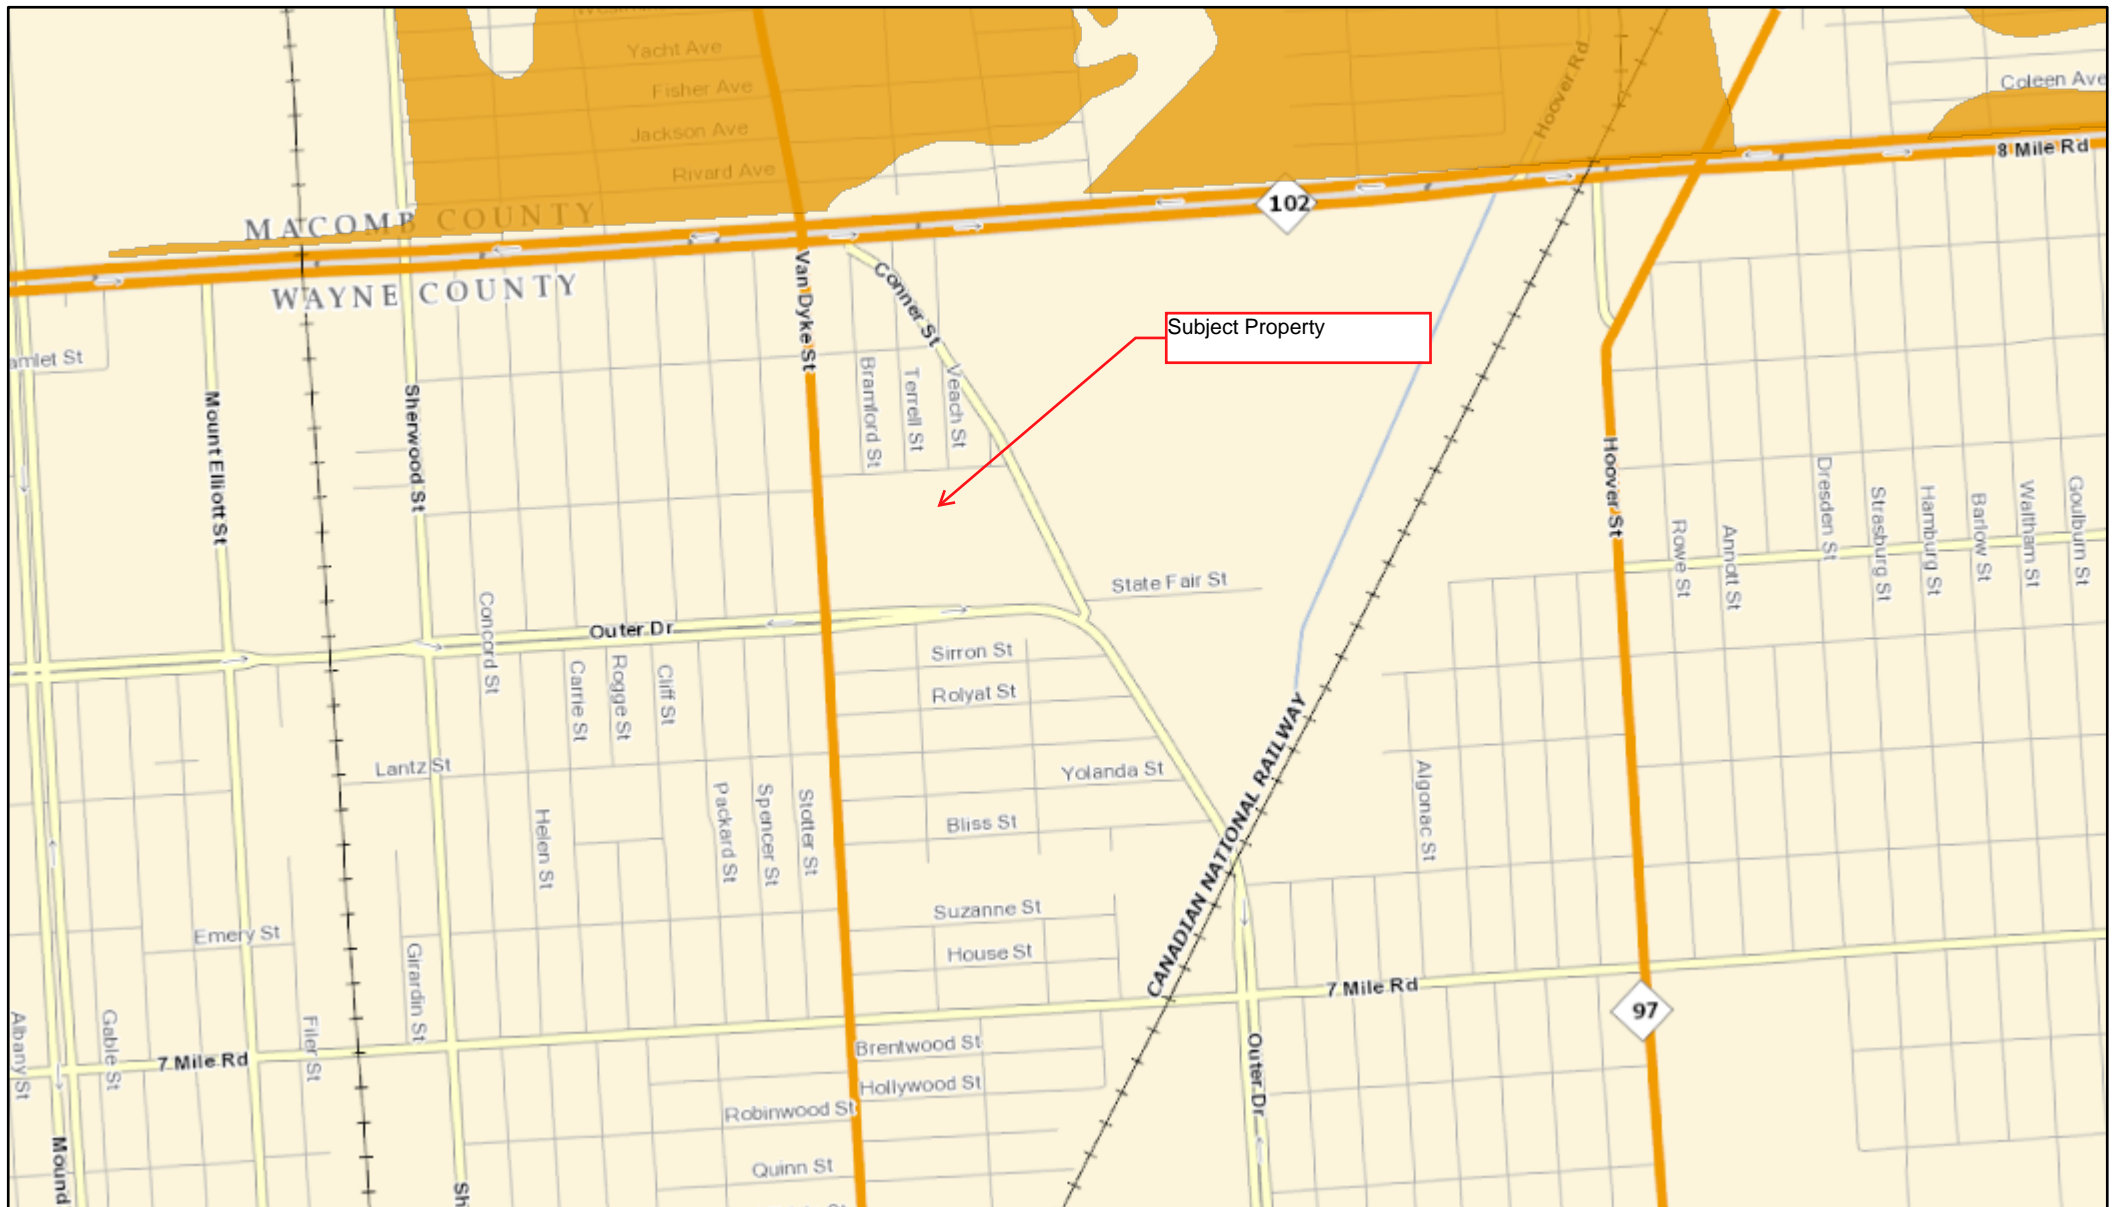 Yacht Ave
Fisher Ave
Jackson Ave
Rivard Ave
Hoover Rd
Coleen Ave
8 Mile Rd
102
MACOMB COUNTY
WAYNE COUNTY
Van Dyke St
Conner St
Subject Property
amlet St
Mount Elliott St
Sherwood St
Bramford St
Terrell St
Veach St
Hoover St
Rowe St
Annott St
Dresden St
Strasburg St
Hamburg St
Barlow St
Waltham St
Goulburn St
State Fair St
Outer Dr
Concord St
Carrie St
Rogge St
Cliff St
Sirron St
Rolyat St
Yolanda St
Bliss St
Lantz St
Helen St
Packard St
Spencer St
Stotter St
CANADIAN NATIONAL RAILWAY
Algonac St
Suzanne St
House St
Emery St
Girardin St
7 Mile Rd
97
Albany St
Gable St
Filer St
7 Mile Rd
Brentwood St
Hollywood St
Robinwood St
Quinn St
Outer Dr
Mound
Sh